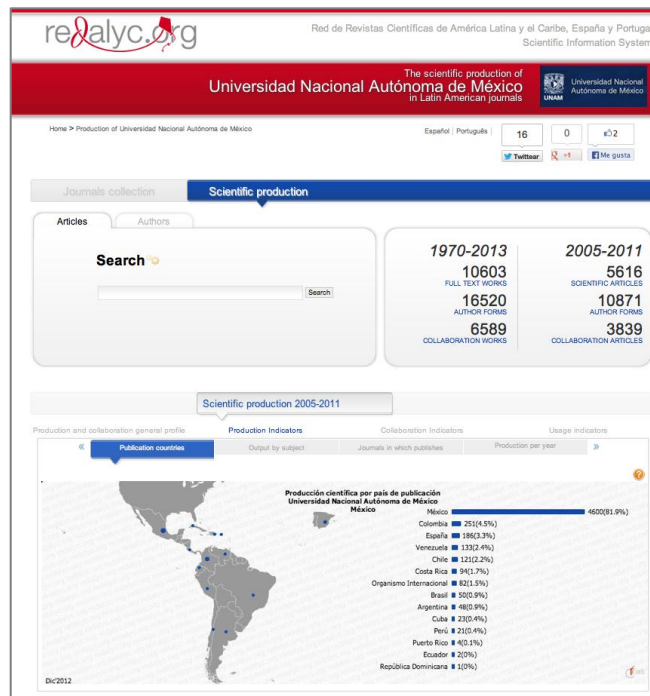 redalyc.org
Red de Revistas Científicas de América Latina y el Caribe, España y Portuga
Scientific Information System
The scientific production of
Universidad Nacional Autónoma de México
in Latin American journals
UNAM
Universidad Nacional
Autónoma de México
Home > Production of Universidad Nacional Autónoma de México
Español | Português |
16
0
2
Twittear
+1
Me gusta
Journals collection
Scientific production
Articles
Authors
Search
Search
1970-2013
10603
FULL TEXT WORKS
16520
AUTHOR FORMS
6589
COLLABORATION WORKS
2005-2011
5616
SCIENTIFIC ARTICLES
10871
AUTHOR FORMS
3839
COLLABORATION ARTICLES
Scientific production 2005-2011
Production and collaboration general profile
Production Indicators
Collaboration Indicators
Usage indicators
«
Publication countries
Output by subject
Journals in which publishes
Production per year
»
?
Producción científica por país de publicación
Universidad Nacional Autónoma de México
México
México 4600(81.9%)
Colombia 251(4.5%)
España 186(3.3%)
Venezuela 133(2.4%)
Chile 121(2.2%)
Costa Rica 94(1.7%)
Organismo Internacional 82(1.5%)
Brasil 50(0.9%)
Argentina 48(0.9%)
Cuba 23(0.4%)
Perú 21(0.4%)
Puerto Rico 4(0.1%)
Ecuador 2(0%)
República Dominicana 1(0%)
Dic'2012